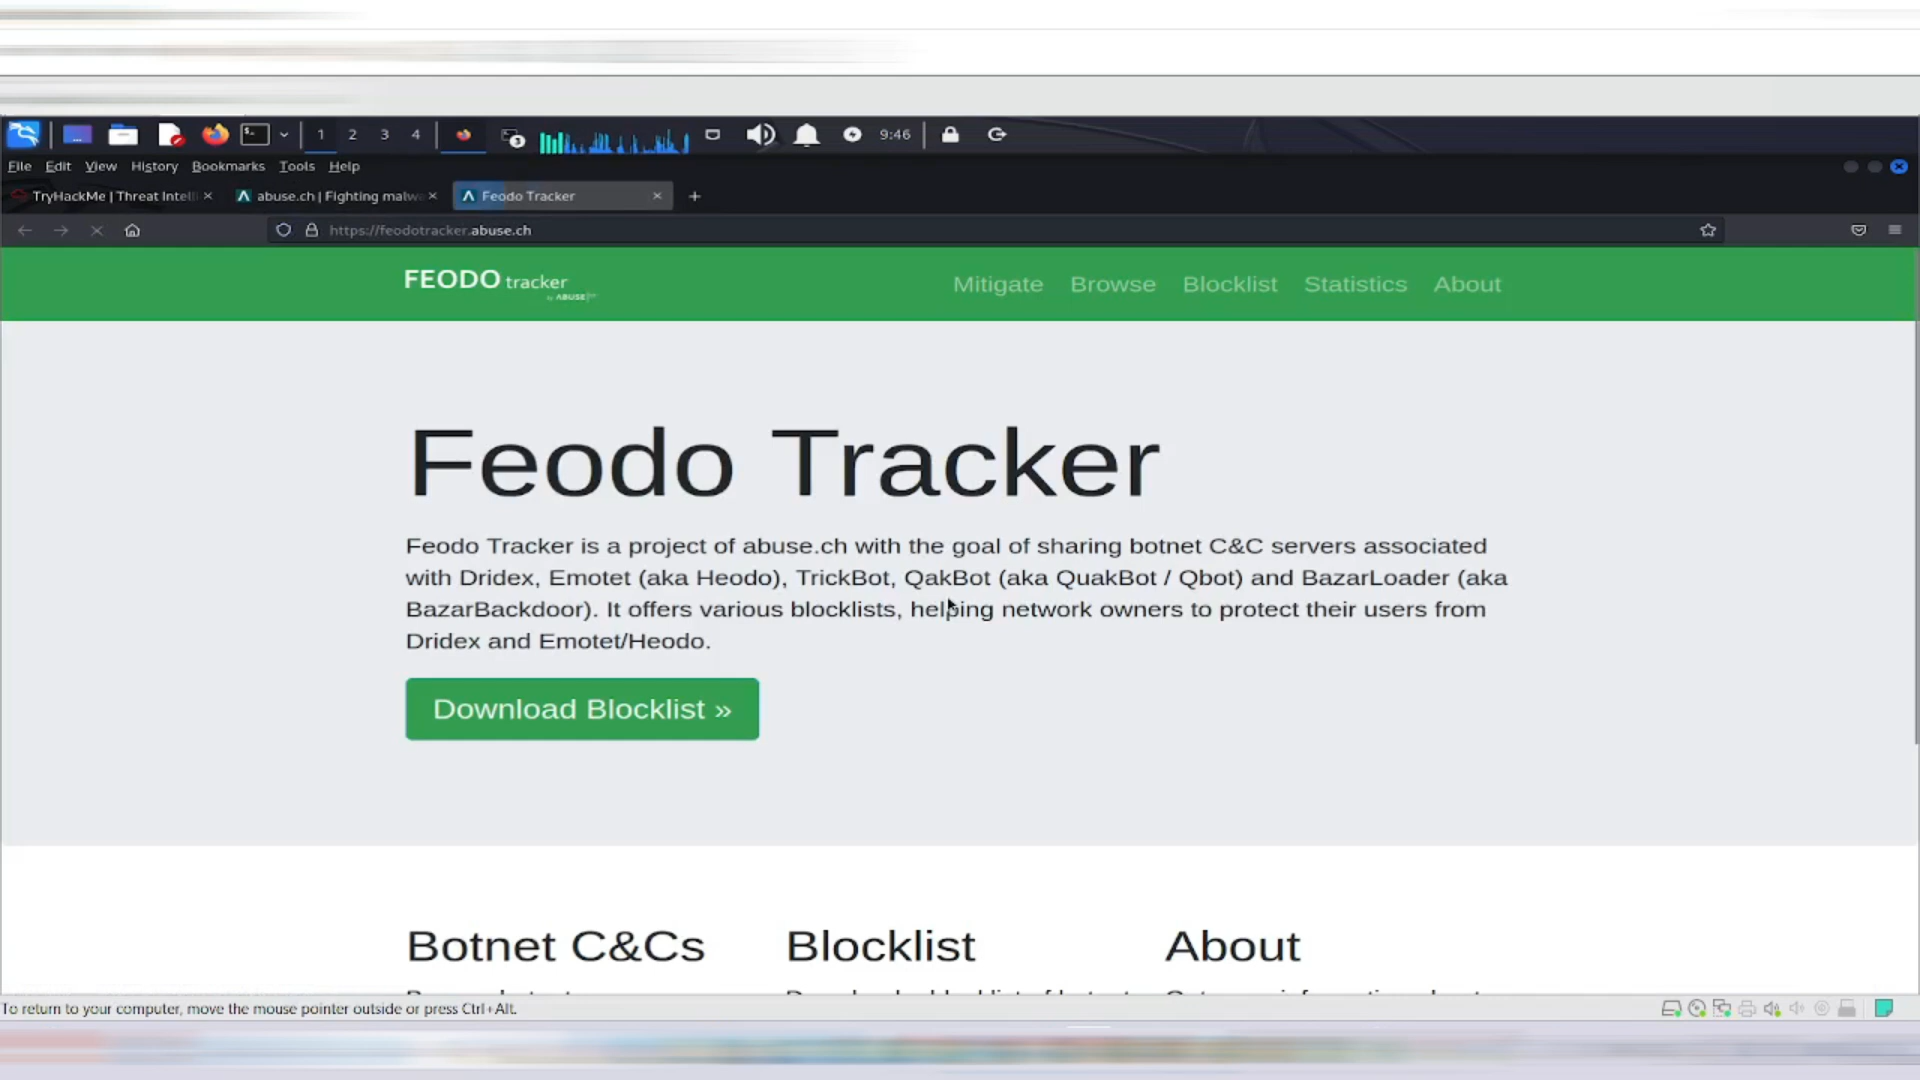 1 2 3 4 9:46
File Edit View History Bookmarks Tools Help
TryHackMe | Threat Intell
abuse.ch | Fighting malw
Feodo Tracker
https://feodotracker.abuse.ch
FEODO tracker
by ABUSE
Mitigate Browse Blocklist Statistics About
Feodo Tracker
Feodo Tracker is a project of abuse.ch with the goal of sharing botnet C&C servers associated
with Dridex, Emotet (aka Heodo), TrickBot, QakBot (aka QuakBot / Qbot) and BazarLoader (aka
BazarBackdoor). It offers various blocklists, helping network owners to protect their users from
Dridex and Emotet/Heodo.
Download Blocklist »
Botnet C&Cs
Blocklist
About
To return to your computer, move the mouse pointer outside or press Ctrl+Alt.